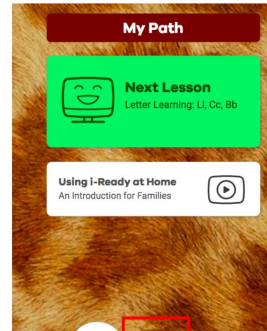 My Path
Next Lesson
Letter Learning: Ll, Cc, Bb
Using i-Ready at Home
An Introduction for Families